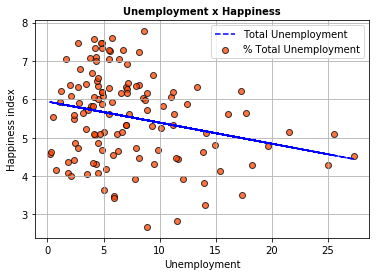 Unemployment x Happiness
Total Unemployment
% Total Unemployment
Happiness index
8
7
6
5
4
3
0
5
10
15
20
25
Unemployment